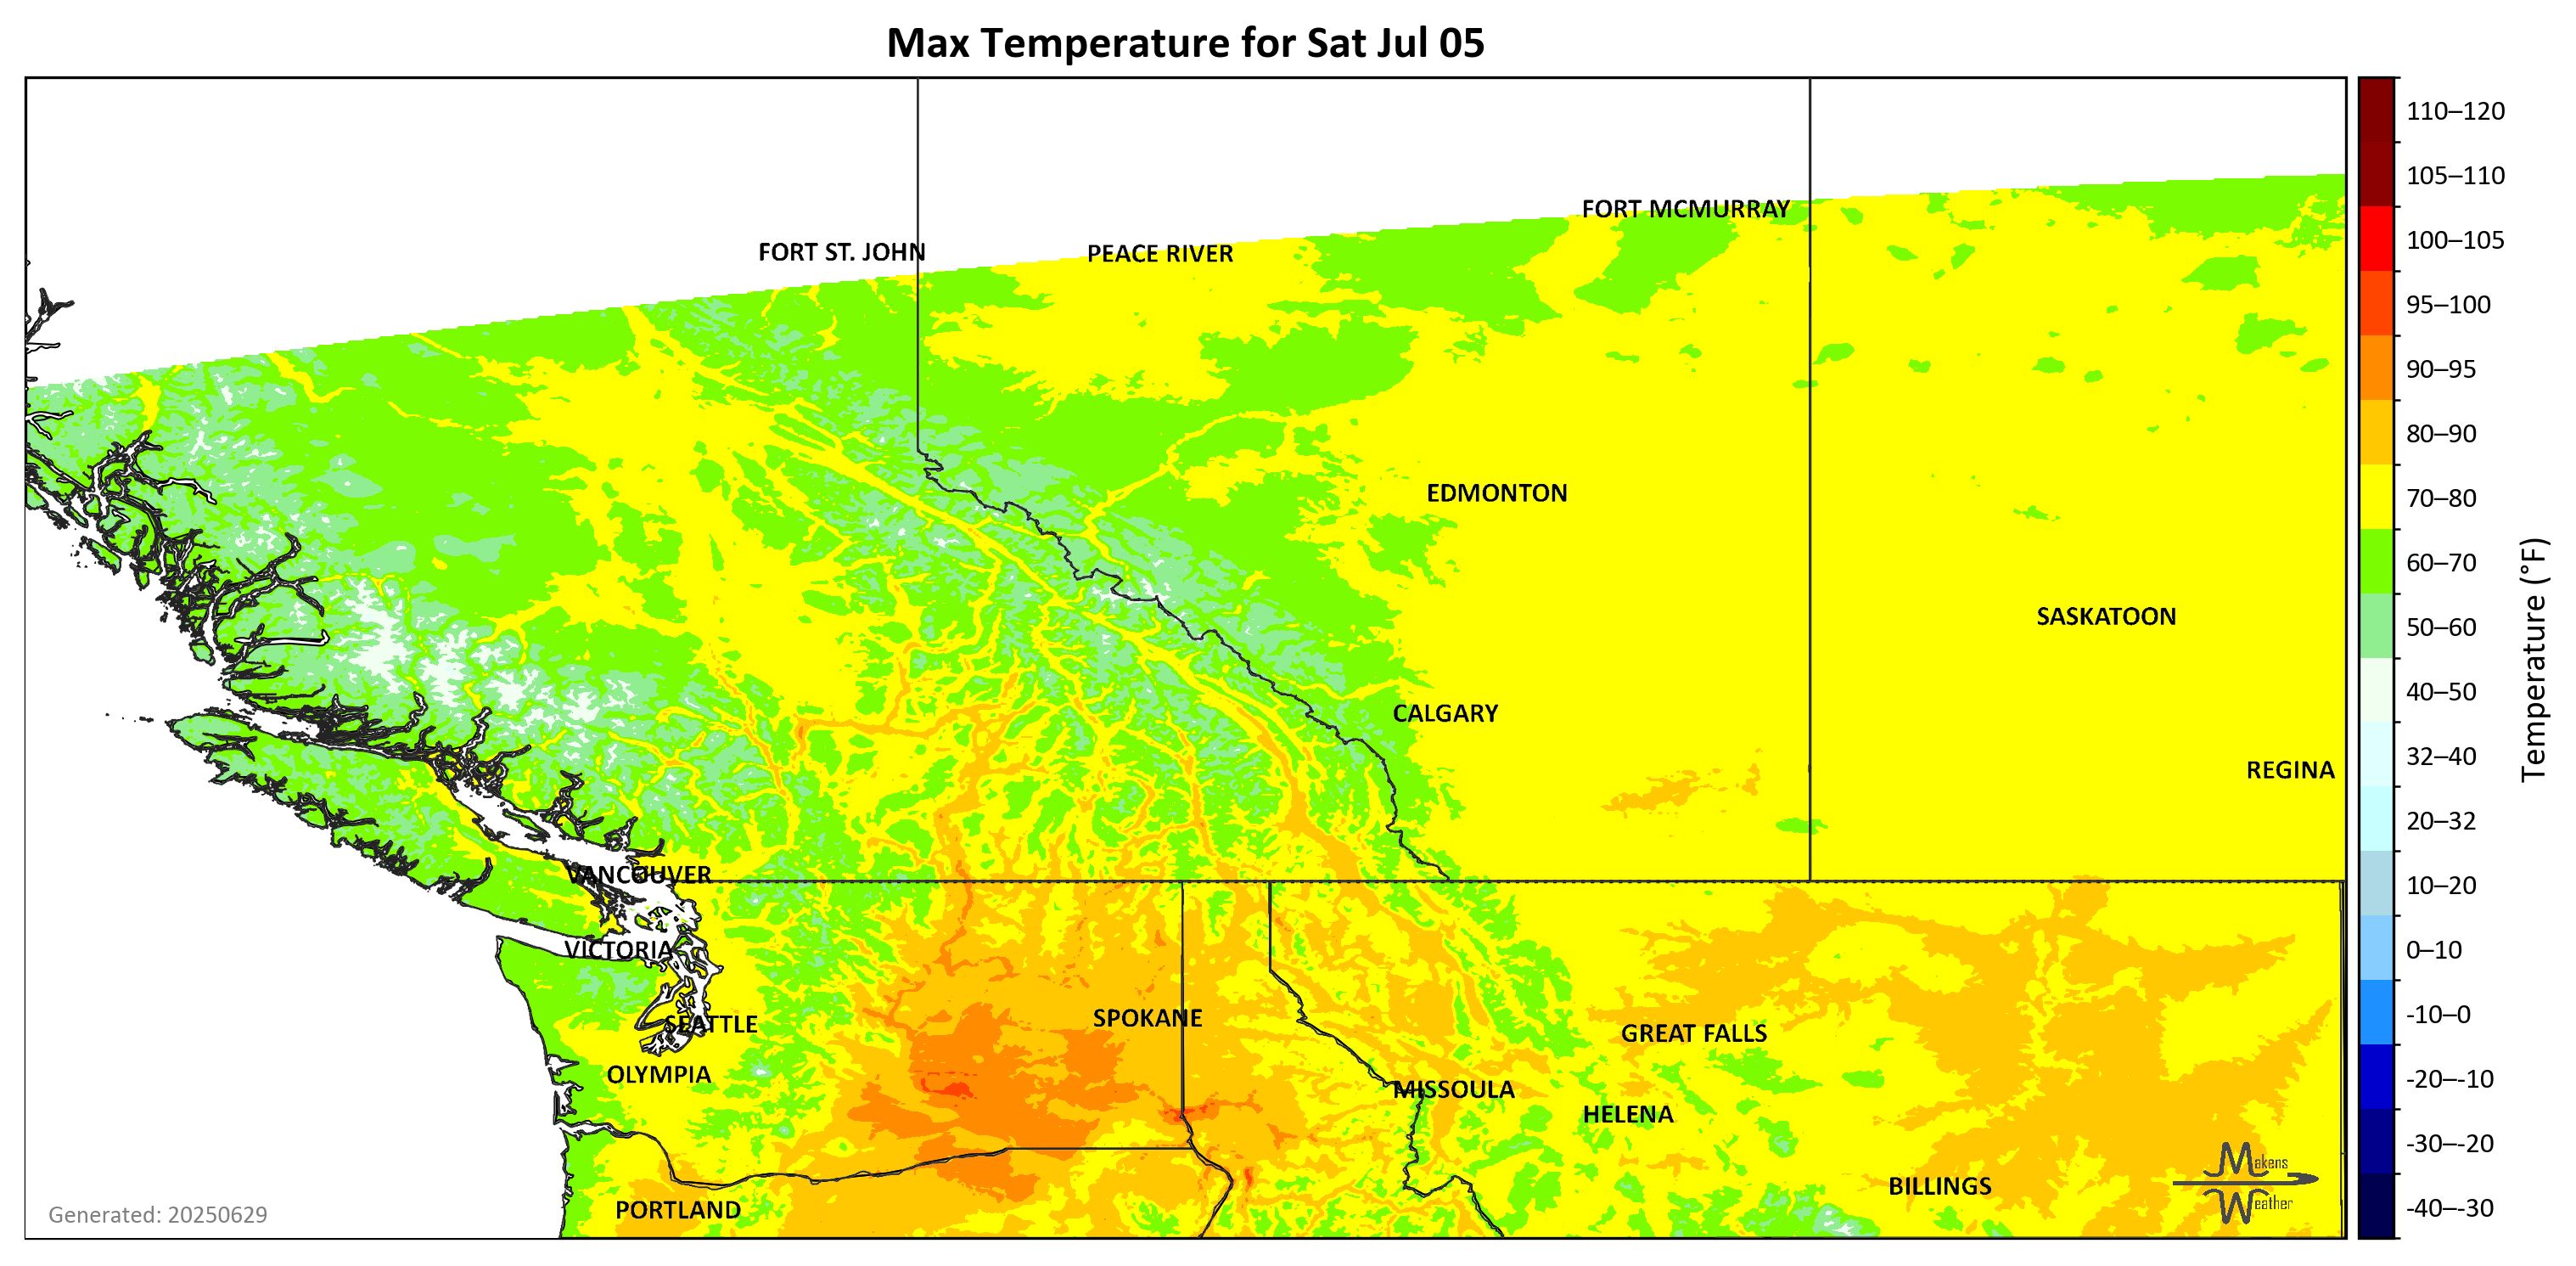 Max Temperature for Sat Jul 05
FORT MCMURRAY
FORT ST. JOHN
PEACE RIVER
EDMONTON
SASKATOON
CALGARY
REGINA
VANCOUVER
VICTORIA
SEATTLE
SPOKANE
GREAT FALLS
OLYMPIA
MISSOULA
HELENA
BILLINGS
PORTLAND
Makens
Weather
Generated: 20250629
110–120
105–110
100–105
95–100
90–95
80–90
70–80
60–70
50–60
40–50
32–40
20–32
10–20
0–10
-10–0
-20–-10
-30–-20
-40–-30
Temperature (°F)